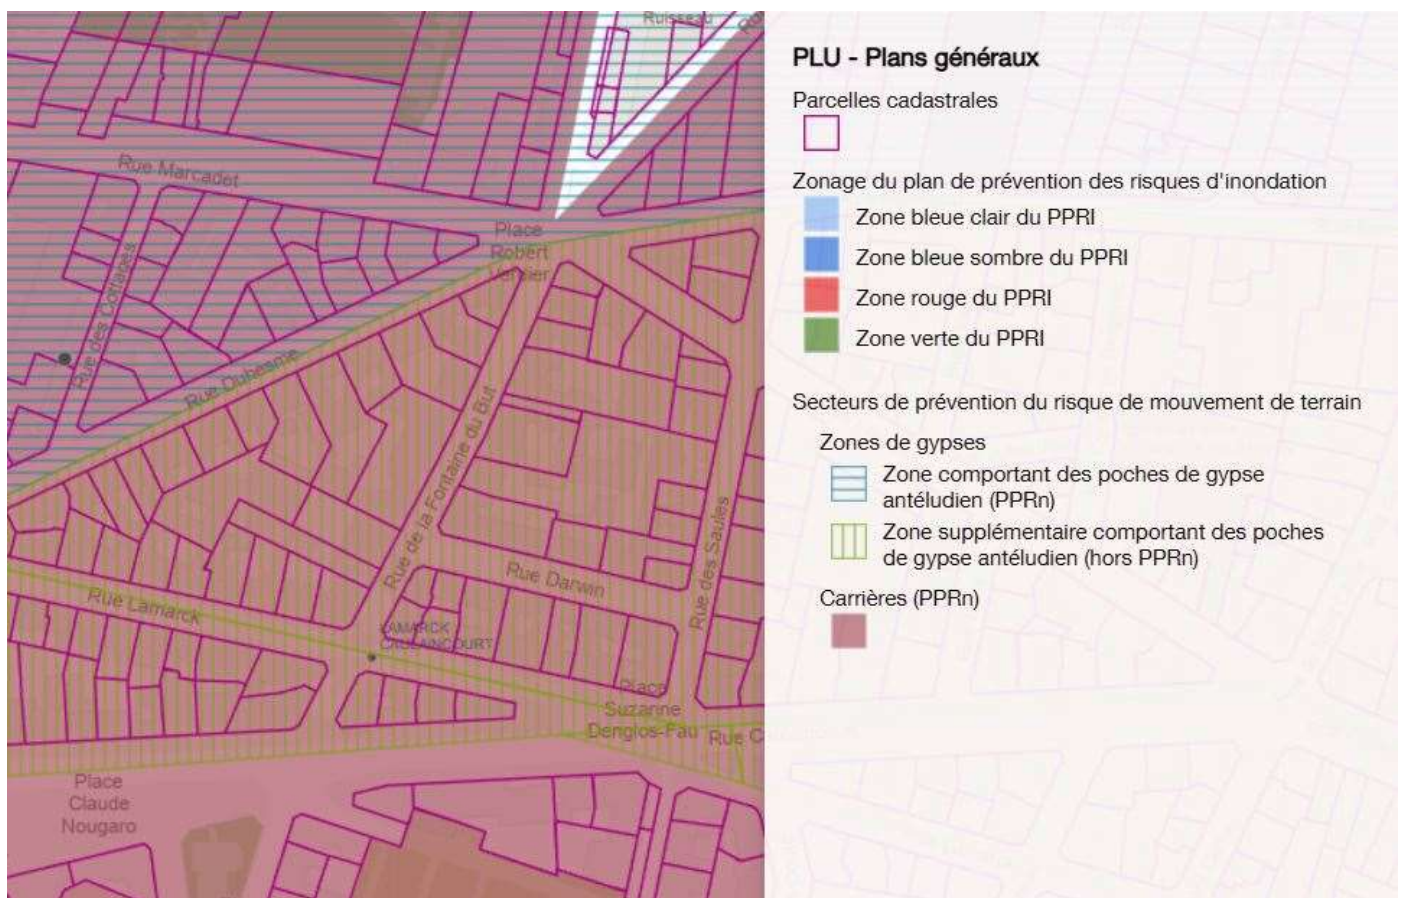 Ruisseau
Rue Marcadet
Place
Robert
Verdier
Rue des Cottages
Rue Duhesme
Rue de la Fontaine du But
Rue des Saules
Rue Darwin
Rue Lamarck
LAMARCK
CAULAINCOURT
Place
Suzanne
Denglos-Fau
Rue C
Place
Claude
Nougaro
PLU - Plans généraux
Parcelles cadastrales
Zonage du plan de prévention des risques d'inondation
Zone bleue clair du PPRI
Zone bleue sombre du PPRI
Zone rouge du PPRI
Zone verte du PPRI
Secteurs de prévention du risque de mouvement de terrain
Zones de gypses
Zone comportant des poches de gypse
antéludien (PPRn)
Zone supplémentaire comportant des poches
de gypse antéludien (hors PPRn)
Carrières (PPRn)